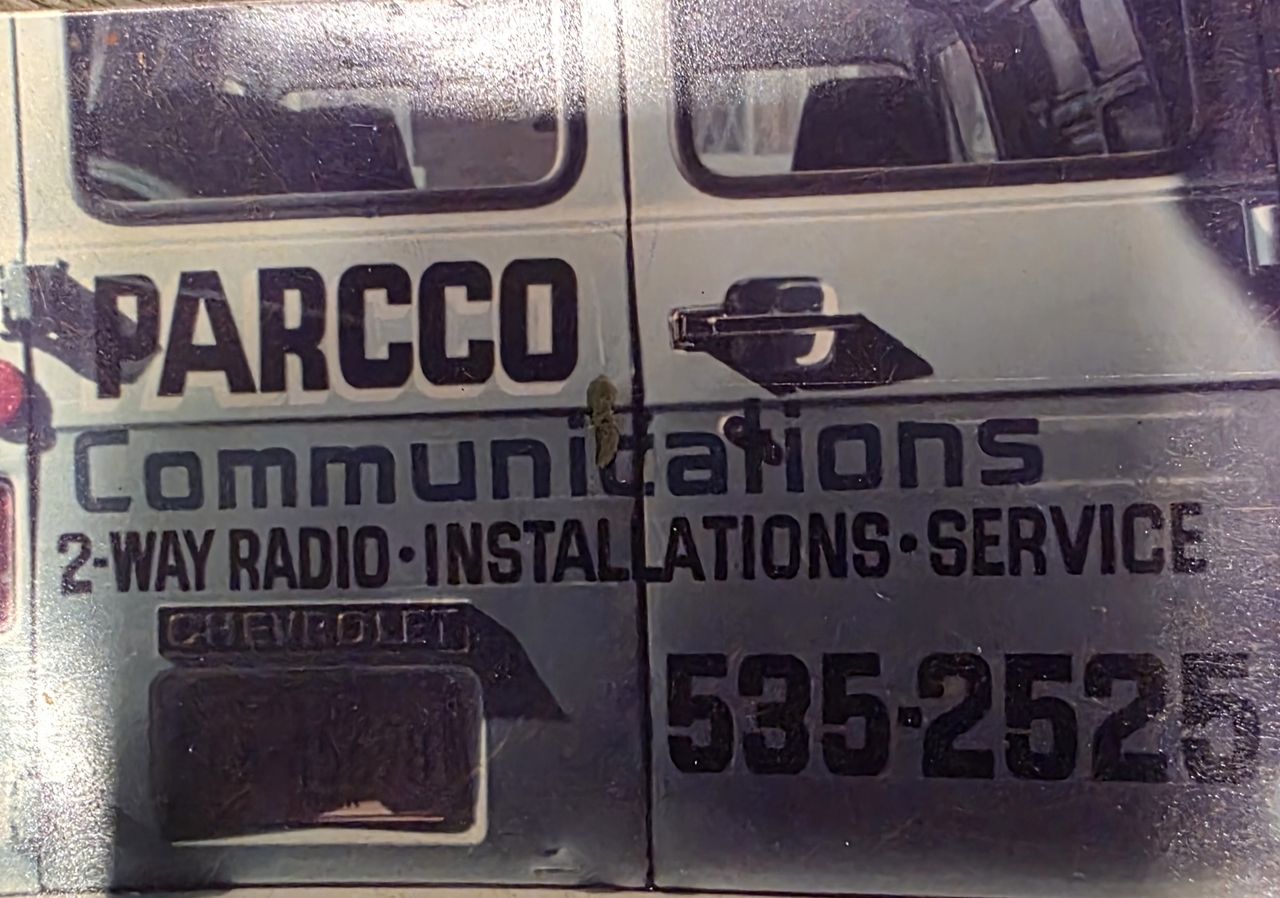 PARCCO
Communications
2-WAY RADIO • INSTALLATIONS • SERVICE
CHEVROLET
535-2525